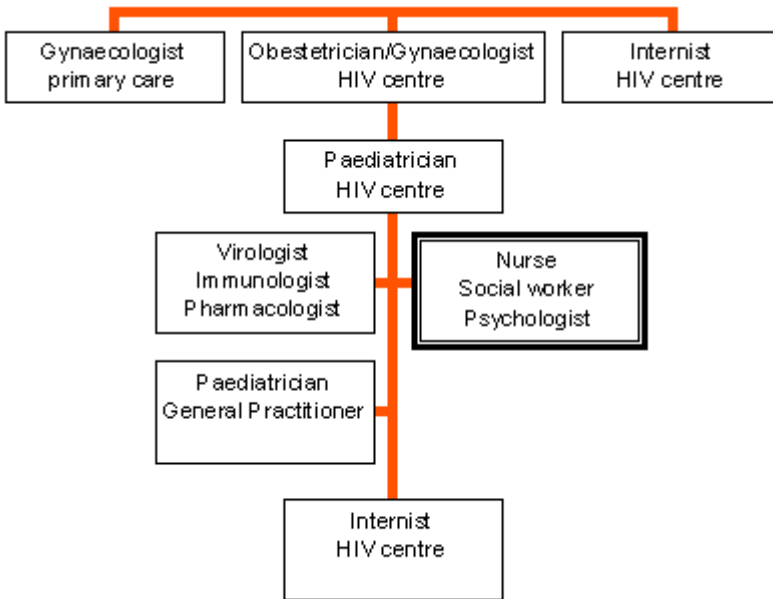 Gynaecologist
primary care
Obestetrician/Gynaecologist
HIV centre
Internist
HIV centre
Paediatrician
HIV centre
Virologist
Immunologist
Pharmacologist
Nurse
Social worker
Psychologist
Paediatrician
General Practitioner
Internist
HIV centre